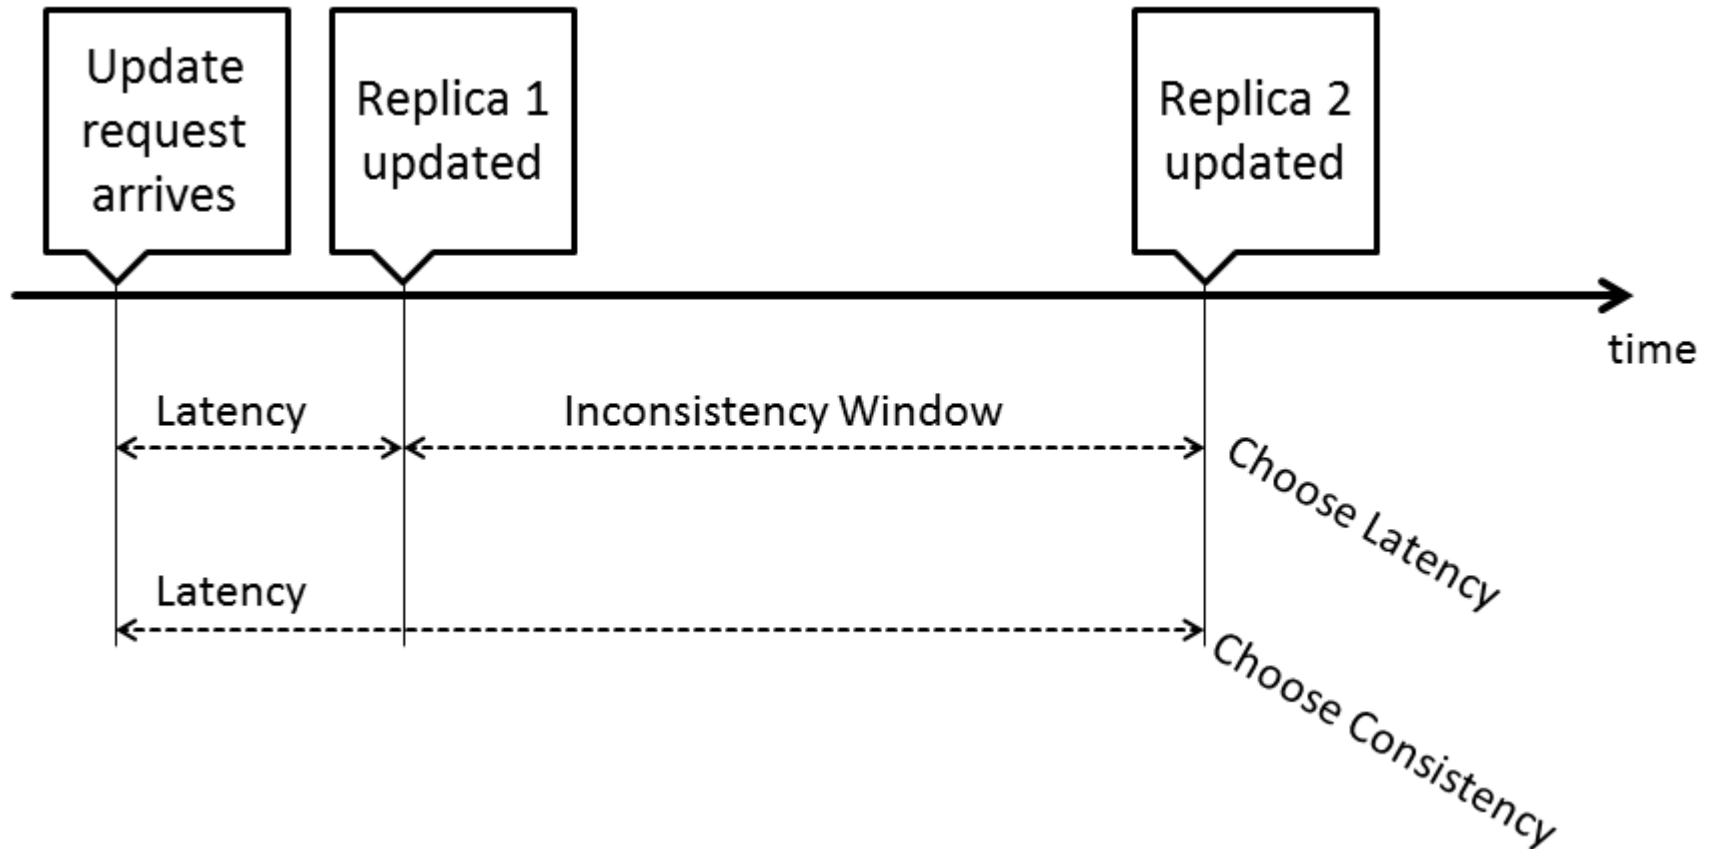 Update
request
arrives
Replica 1
updated
Replica 2
updated
time
Latency
Inconsistency Window
Choose Latency
Latency
Choose Consistency